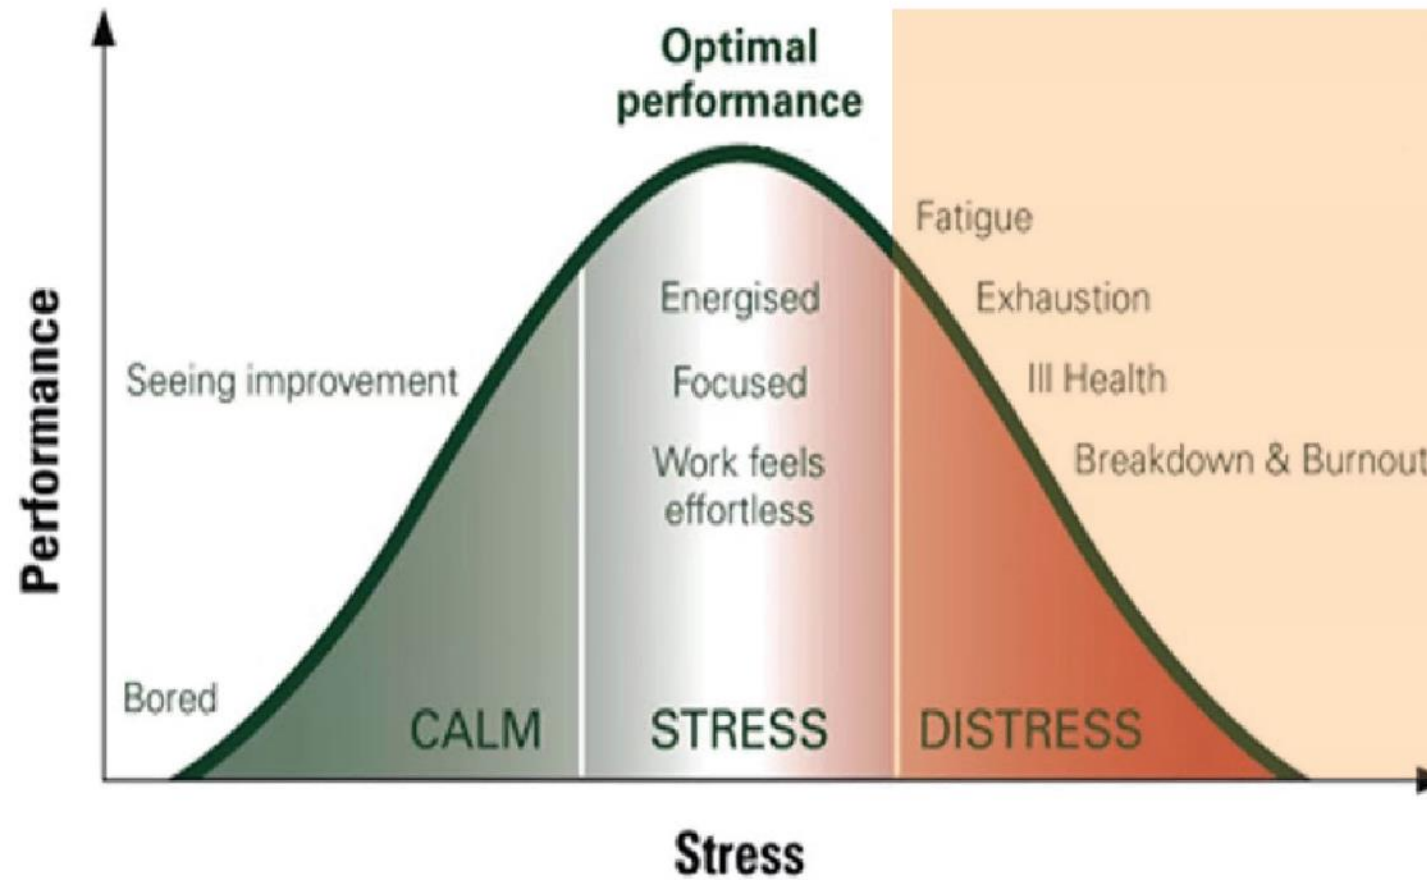 Optimal
performance
Fatigue
Energised
Exhaustion
Seeing improvement
Focused
Ill Health
Work feels
effortless
Breakdown & Burnout
Performance
Bored
CALM
STRESS
DISTRESS
Stress